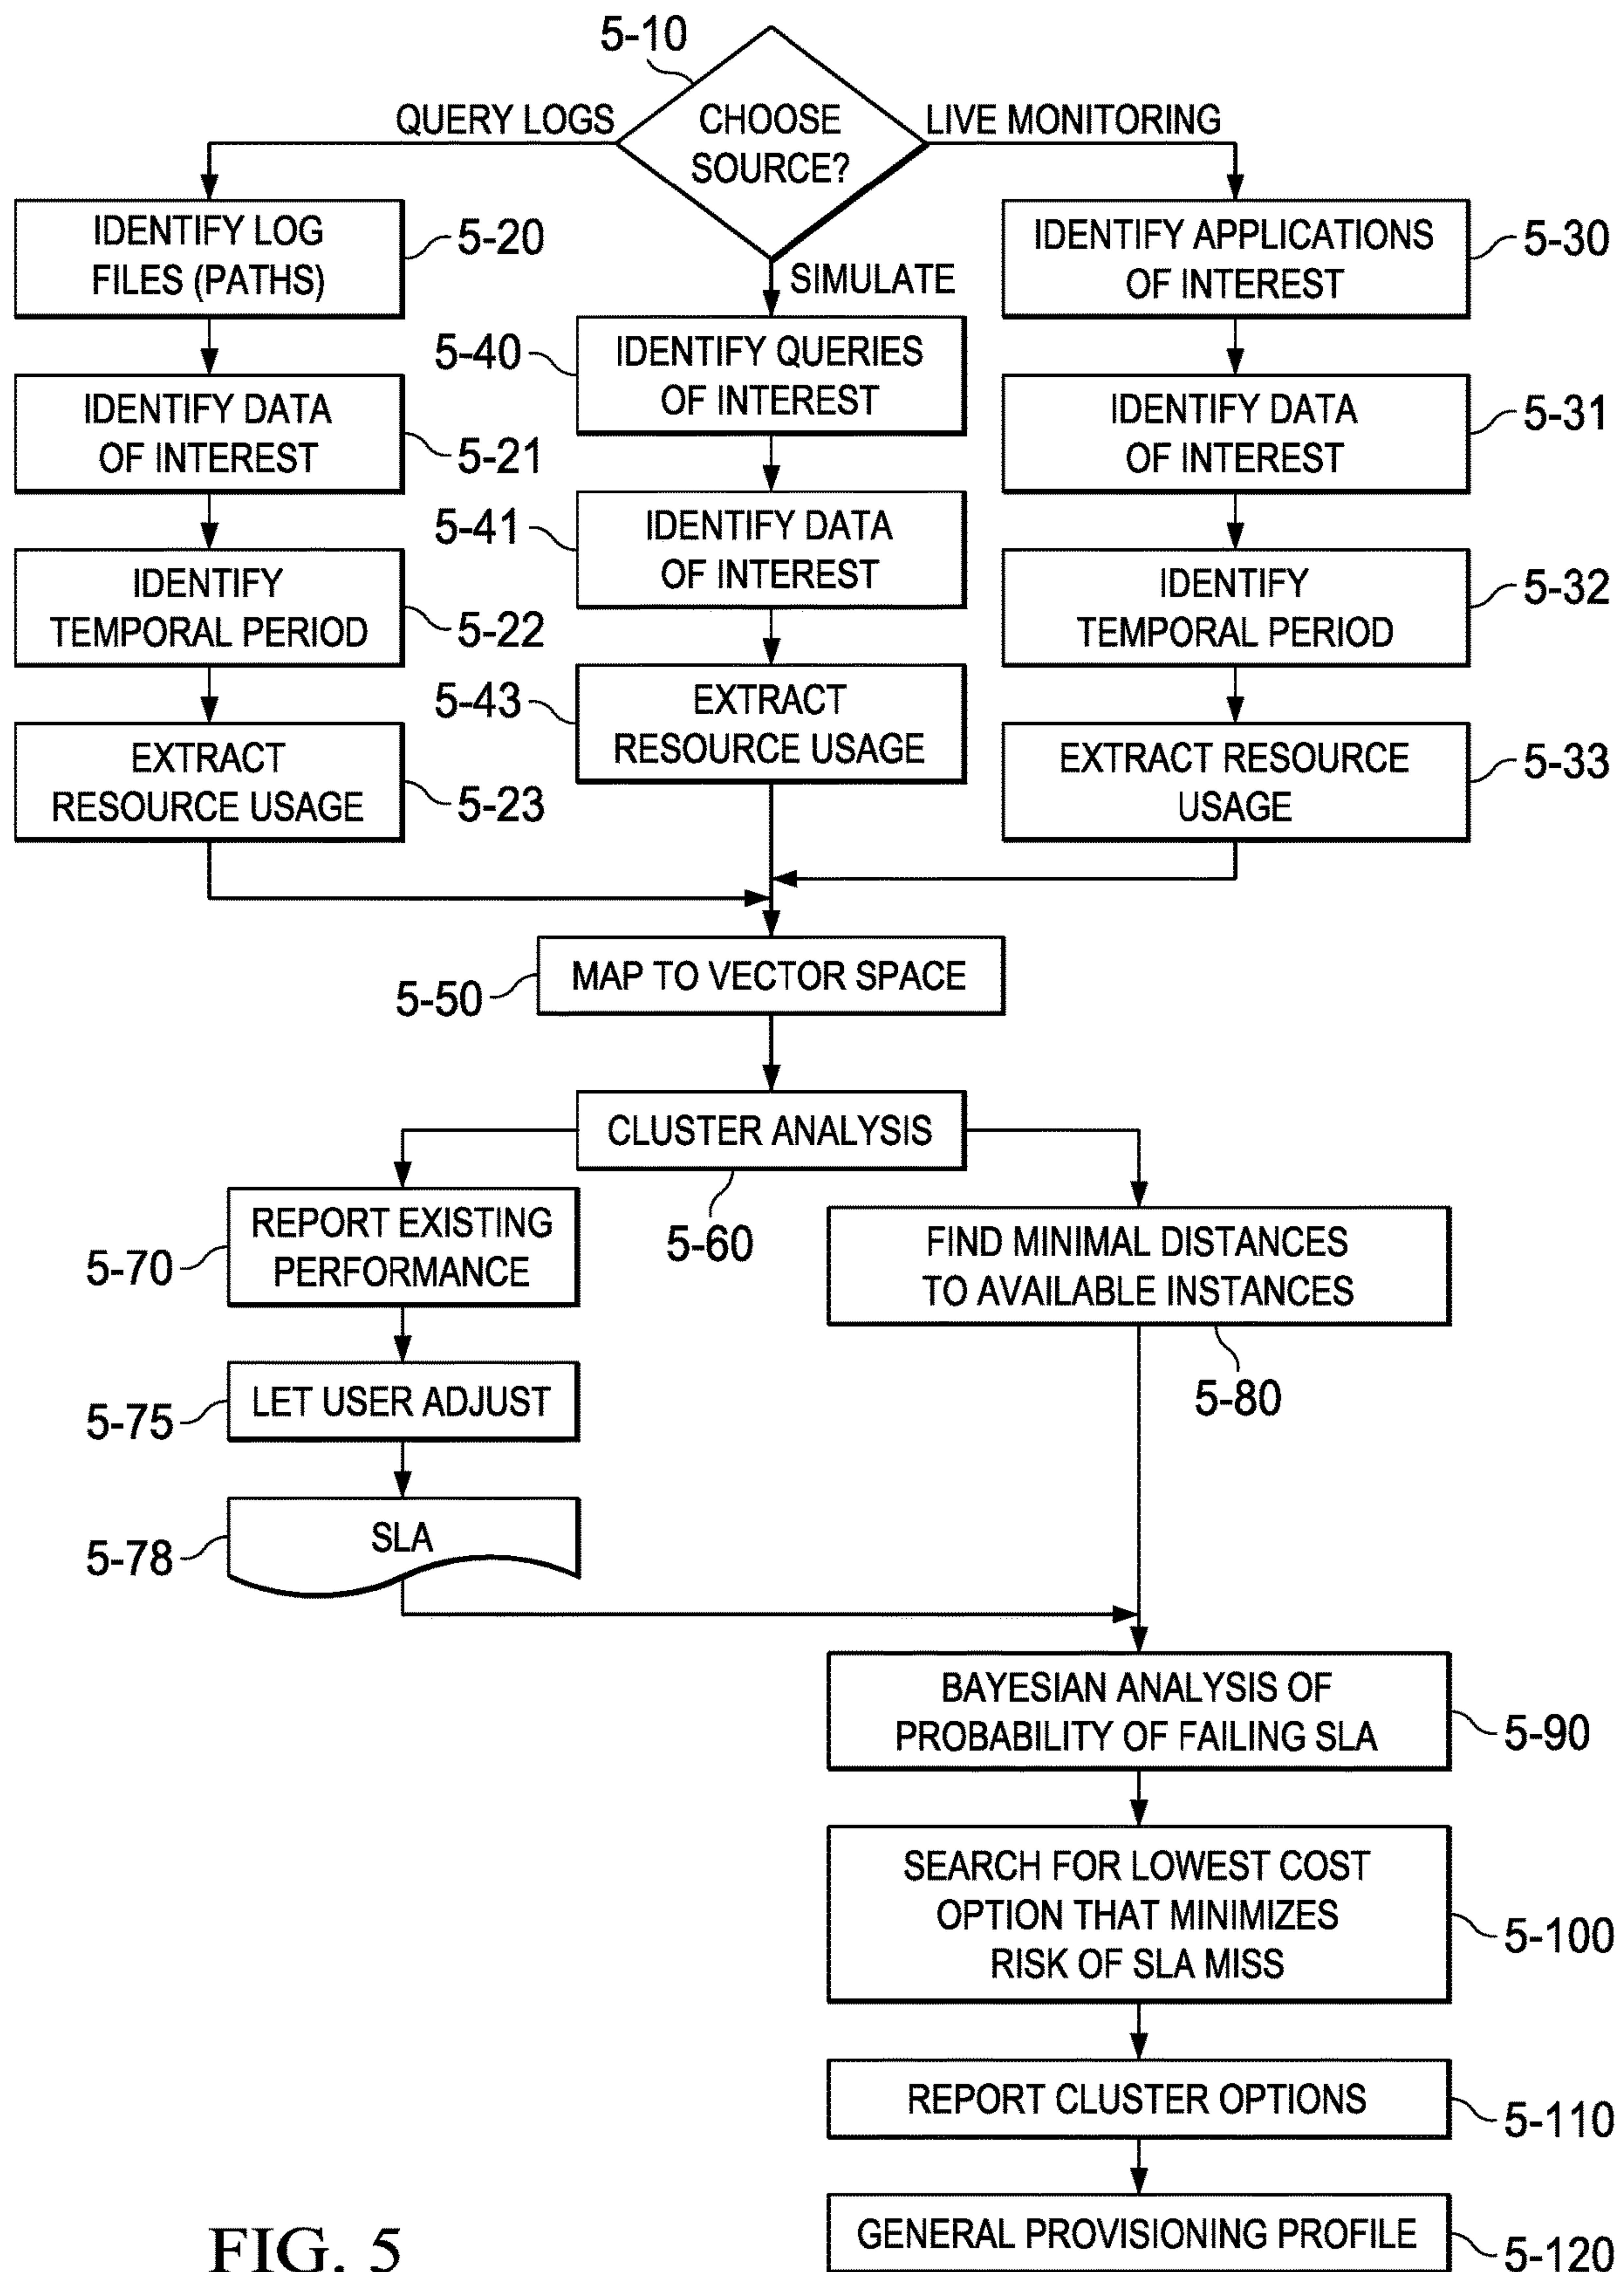 5-10
QUERY LOGS
CHOOSE
SOURCE?
LIVE MONITORING
IDENTIFY LOG
FILES (PATHS)
5-20
IDENTIFY APPLICATIONS
OF INTEREST
5-30
SIMULATE
5-40
IDENTIFY QUERIES
OF INTEREST
IDENTIFY DATA
OF INTEREST
5-21
IDENTIFY DATA
OF INTEREST
5-31
5-41
IDENTIFY DATA
OF INTEREST
IDENTIFY
TEMPORAL PERIOD
5-22
IDENTIFY
TEMPORAL PERIOD
5-32
5-43
EXTRACT
RESOURCE USAGE
EXTRACT
RESOURCE USAGE
5-23
EXTRACT RESOURCE
USAGE
5-33
MAP TO VECTOR SPACE
5-50
CLUSTER ANALYSIS
5-60
REPORT EXISTING
PERFORMANCE
5-70
FIND MINIMAL DISTANCES
TO AVAILABLE INSTANCES
5-80
LET USER ADJUST
5-75
SLA
5-78
BAYESIAN ANALYSIS OF
PROBABILITY OF FAILING SLA
5-90
SEARCH FOR LOWEST COST
OPTION THAT MINIMIZES
RISK OF SLA MISS
5-100
REPORT CLUSTER OPTIONS
5-110
GENERAL PROVISIONING PROFILE
5-120
FIG. 5